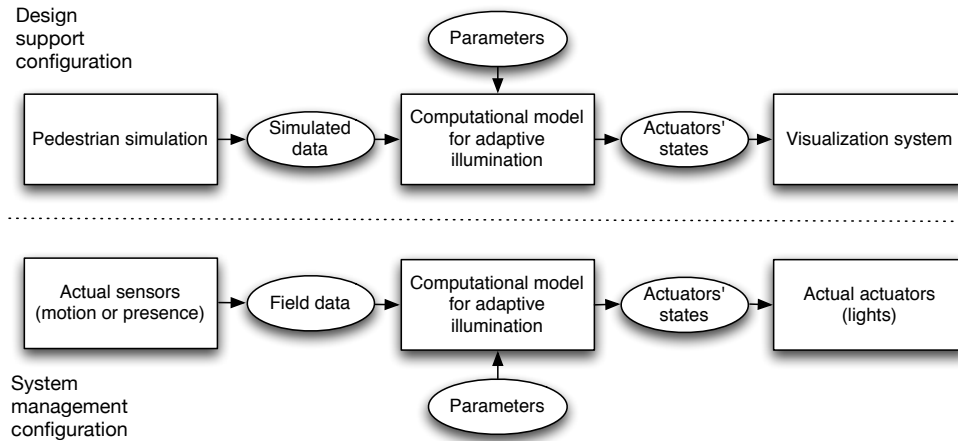 Design
support
configuration
Parameters
Pedestrian simulation
Simulated
data
Computational model
for adaptive
illumination
Actuators'
states
Visualization system
Actual sensors
(motion or presence)
Field data
Computational model
for adaptive
illumination
Actuators'
states
Actual actuators
(lights)
System
management
configuration
Parameters